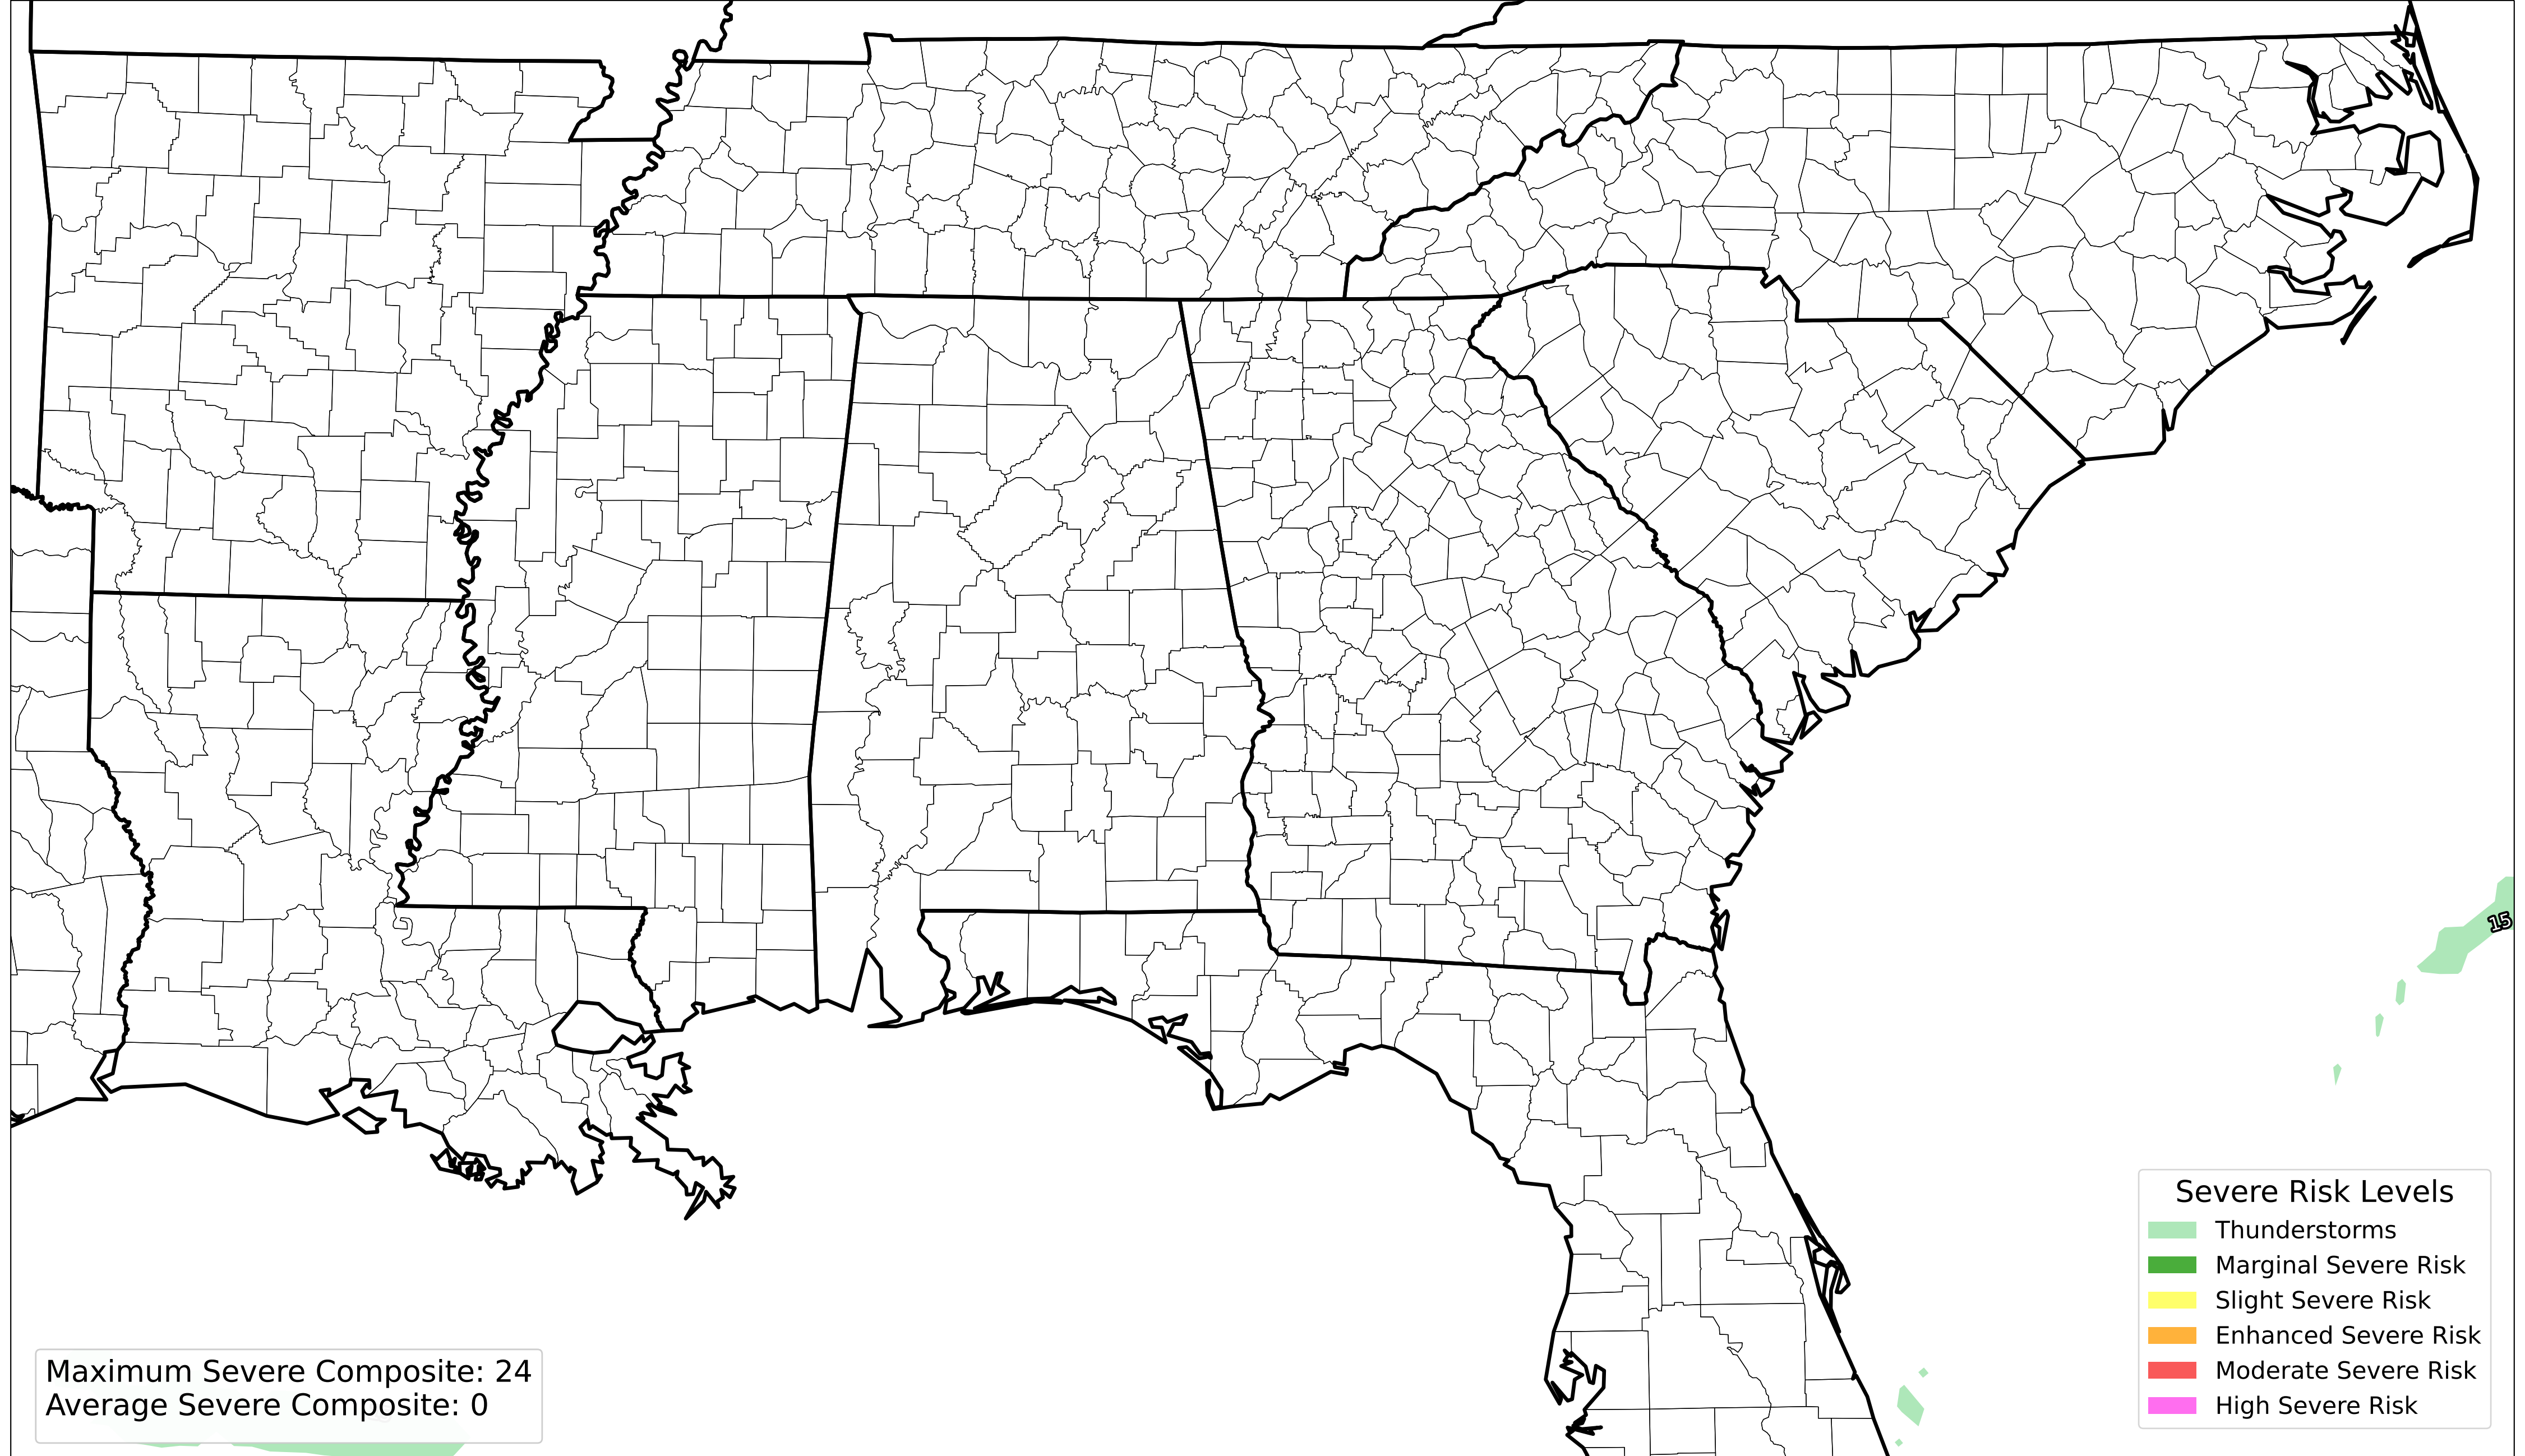 15
Severe Risk Levels
Thunderstorms
Marginal Severe Risk
Slight Severe Risk
Enhanced Severe Risk
Moderate Severe Risk
High Severe Risk
Maximum Severe Composite: 24
Average Severe Composite: 0